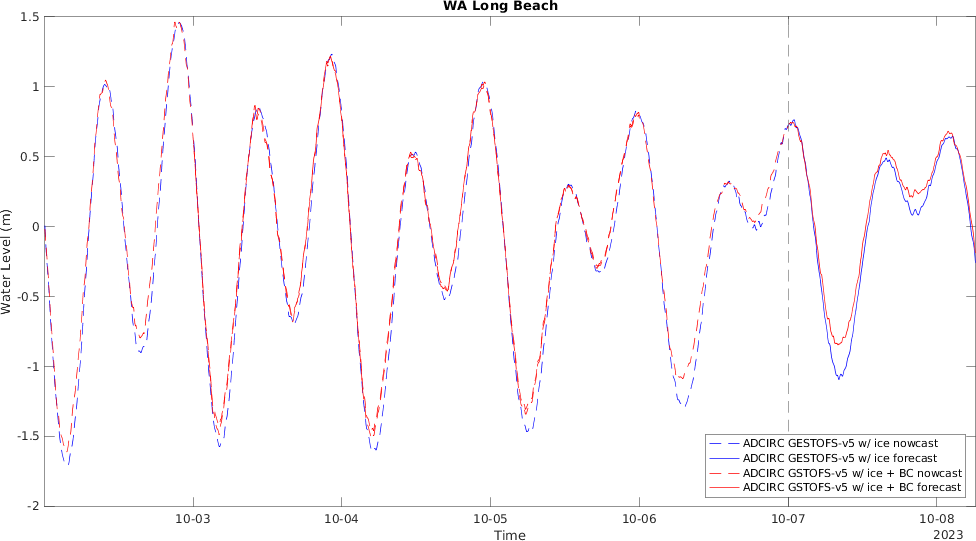 WA Long Beach
1.5
1
0.5
0
-0.5
-1
-1.5
-2
Water Level (m)
10-03
10-04
10-05
10-06
10-07
10-08
Time
2023
ADCIRC GESTOFS-v5 w/ ice nowcast
ADCIRC GESTOFS-v5 w/ ice forecast
ADCIRC GSTOFS-v5 w/ ice + BC nowcast
ADCIRC GSTOFS-v5 w/ ice + BC forecast